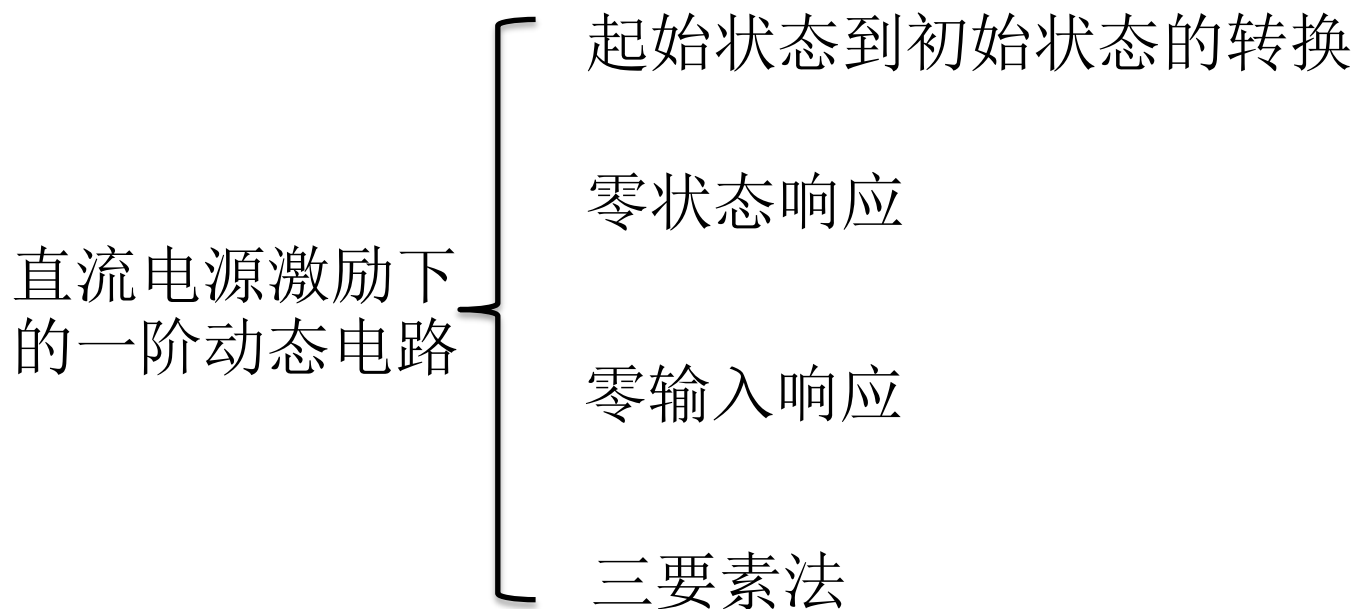 直流电源激励下
的一阶动态电路
起始状态到初始状态的转换
零状态响应
零输入响应
三要素法